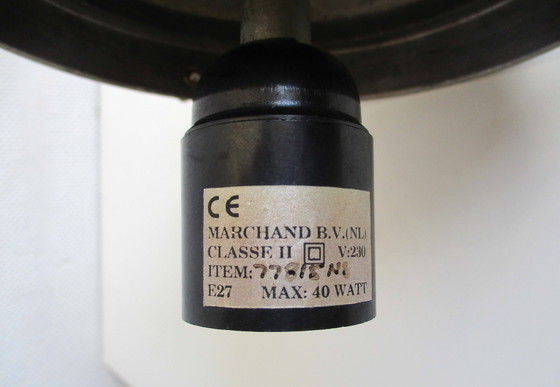 CE
MARCHAND B.V.(NL)
CLASSE II V:230
ITEM:
E27 MAX: 40 WATT